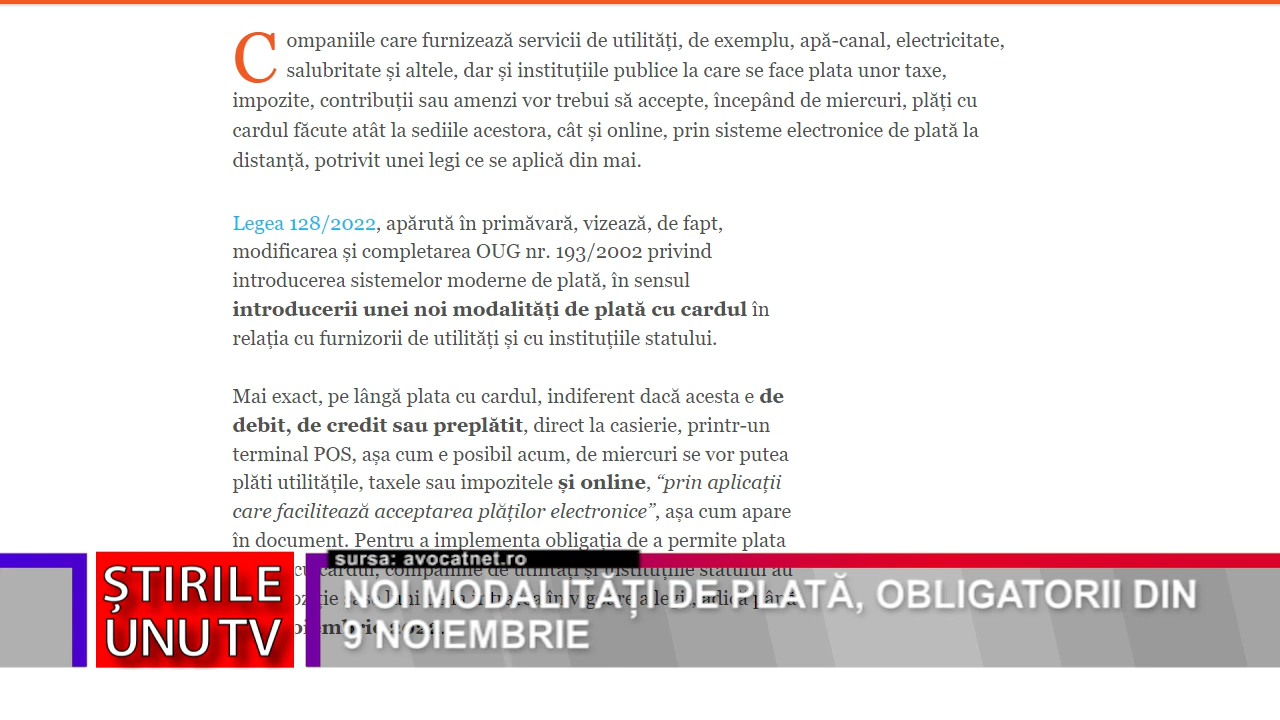 Companiile care furnizează servicii de utilități, de exemplu, apă-canal, electricitate,
salubritate și altele, dar și instituțiile publice la care se face plata unor taxe,
impozite, contribuții sau amenzi vor trebui să accepte, începând de miercuri, plăți cu
cardul făcute atât la sediile acestora, cât și online, prin sisteme electronice de plată la
distanță, potrivit unei legi ce se aplică din mai.
Legea 128/2022, apărută în primăvară, vizează, de fapt,
modificarea și completarea OUG nr. 193/2002 privind
introducerea sistemelor moderne de plată, în sensul
introducerii unei noi modalități de plată cu cardul în
relația cu furnizorii de utilități și cu instituțiile statului.
Mai exact, pe lângă plata cu cardul, indiferent dacă acesta e de
debit, de credit sau preplătit, direct la casierie, printr-un
terminal POS, așa cum e posibil acum, de miercuri se vor putea
plăti utilitățile, taxele sau impozitele și online, “prin aplicații
care facilitează acceptarea plăților electronice”, așa cum apare
în document. Pentru a implementa obligația de a permite plata
cu cardul, companiile de utilități și instituțiile statului au
sursa: avocatnet.ro
ȘTIRILE
UNU TV
NOI MODALITĂȚI DE PLATĂ, OBLIGATORII DIN
9 NOIEMBRIE